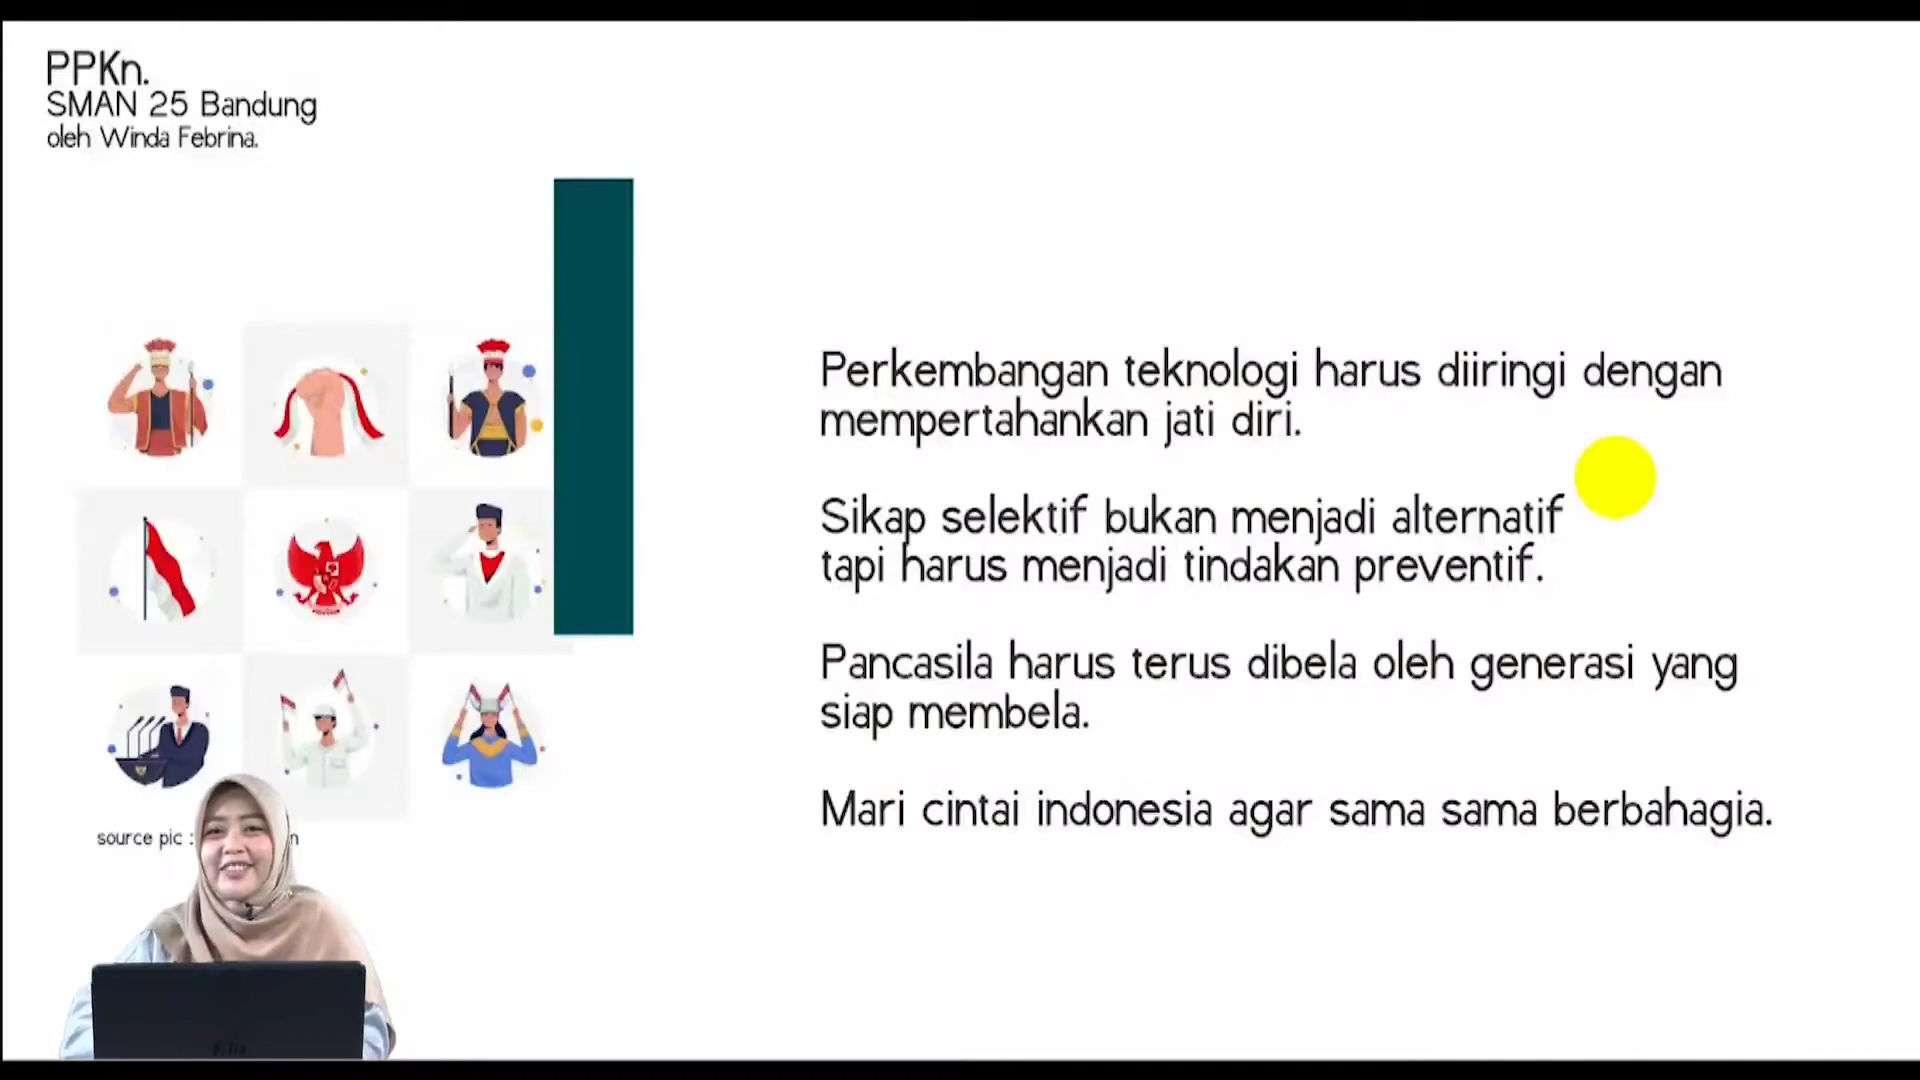 PPKn.
SMAN 25 Bandung
oleh Winda Febrina.
Perkembangan teknologi harus diiringi dengan
mempertahankan jati diri.
Sikap selektif bukan menjadi alternatif
tapi harus menjadi tindakan preventif.
Pancasila harus terus dibela oleh generasi yang
siap membela.
Mari cintai indonesia agar sama sama berbahagia.
source pic :